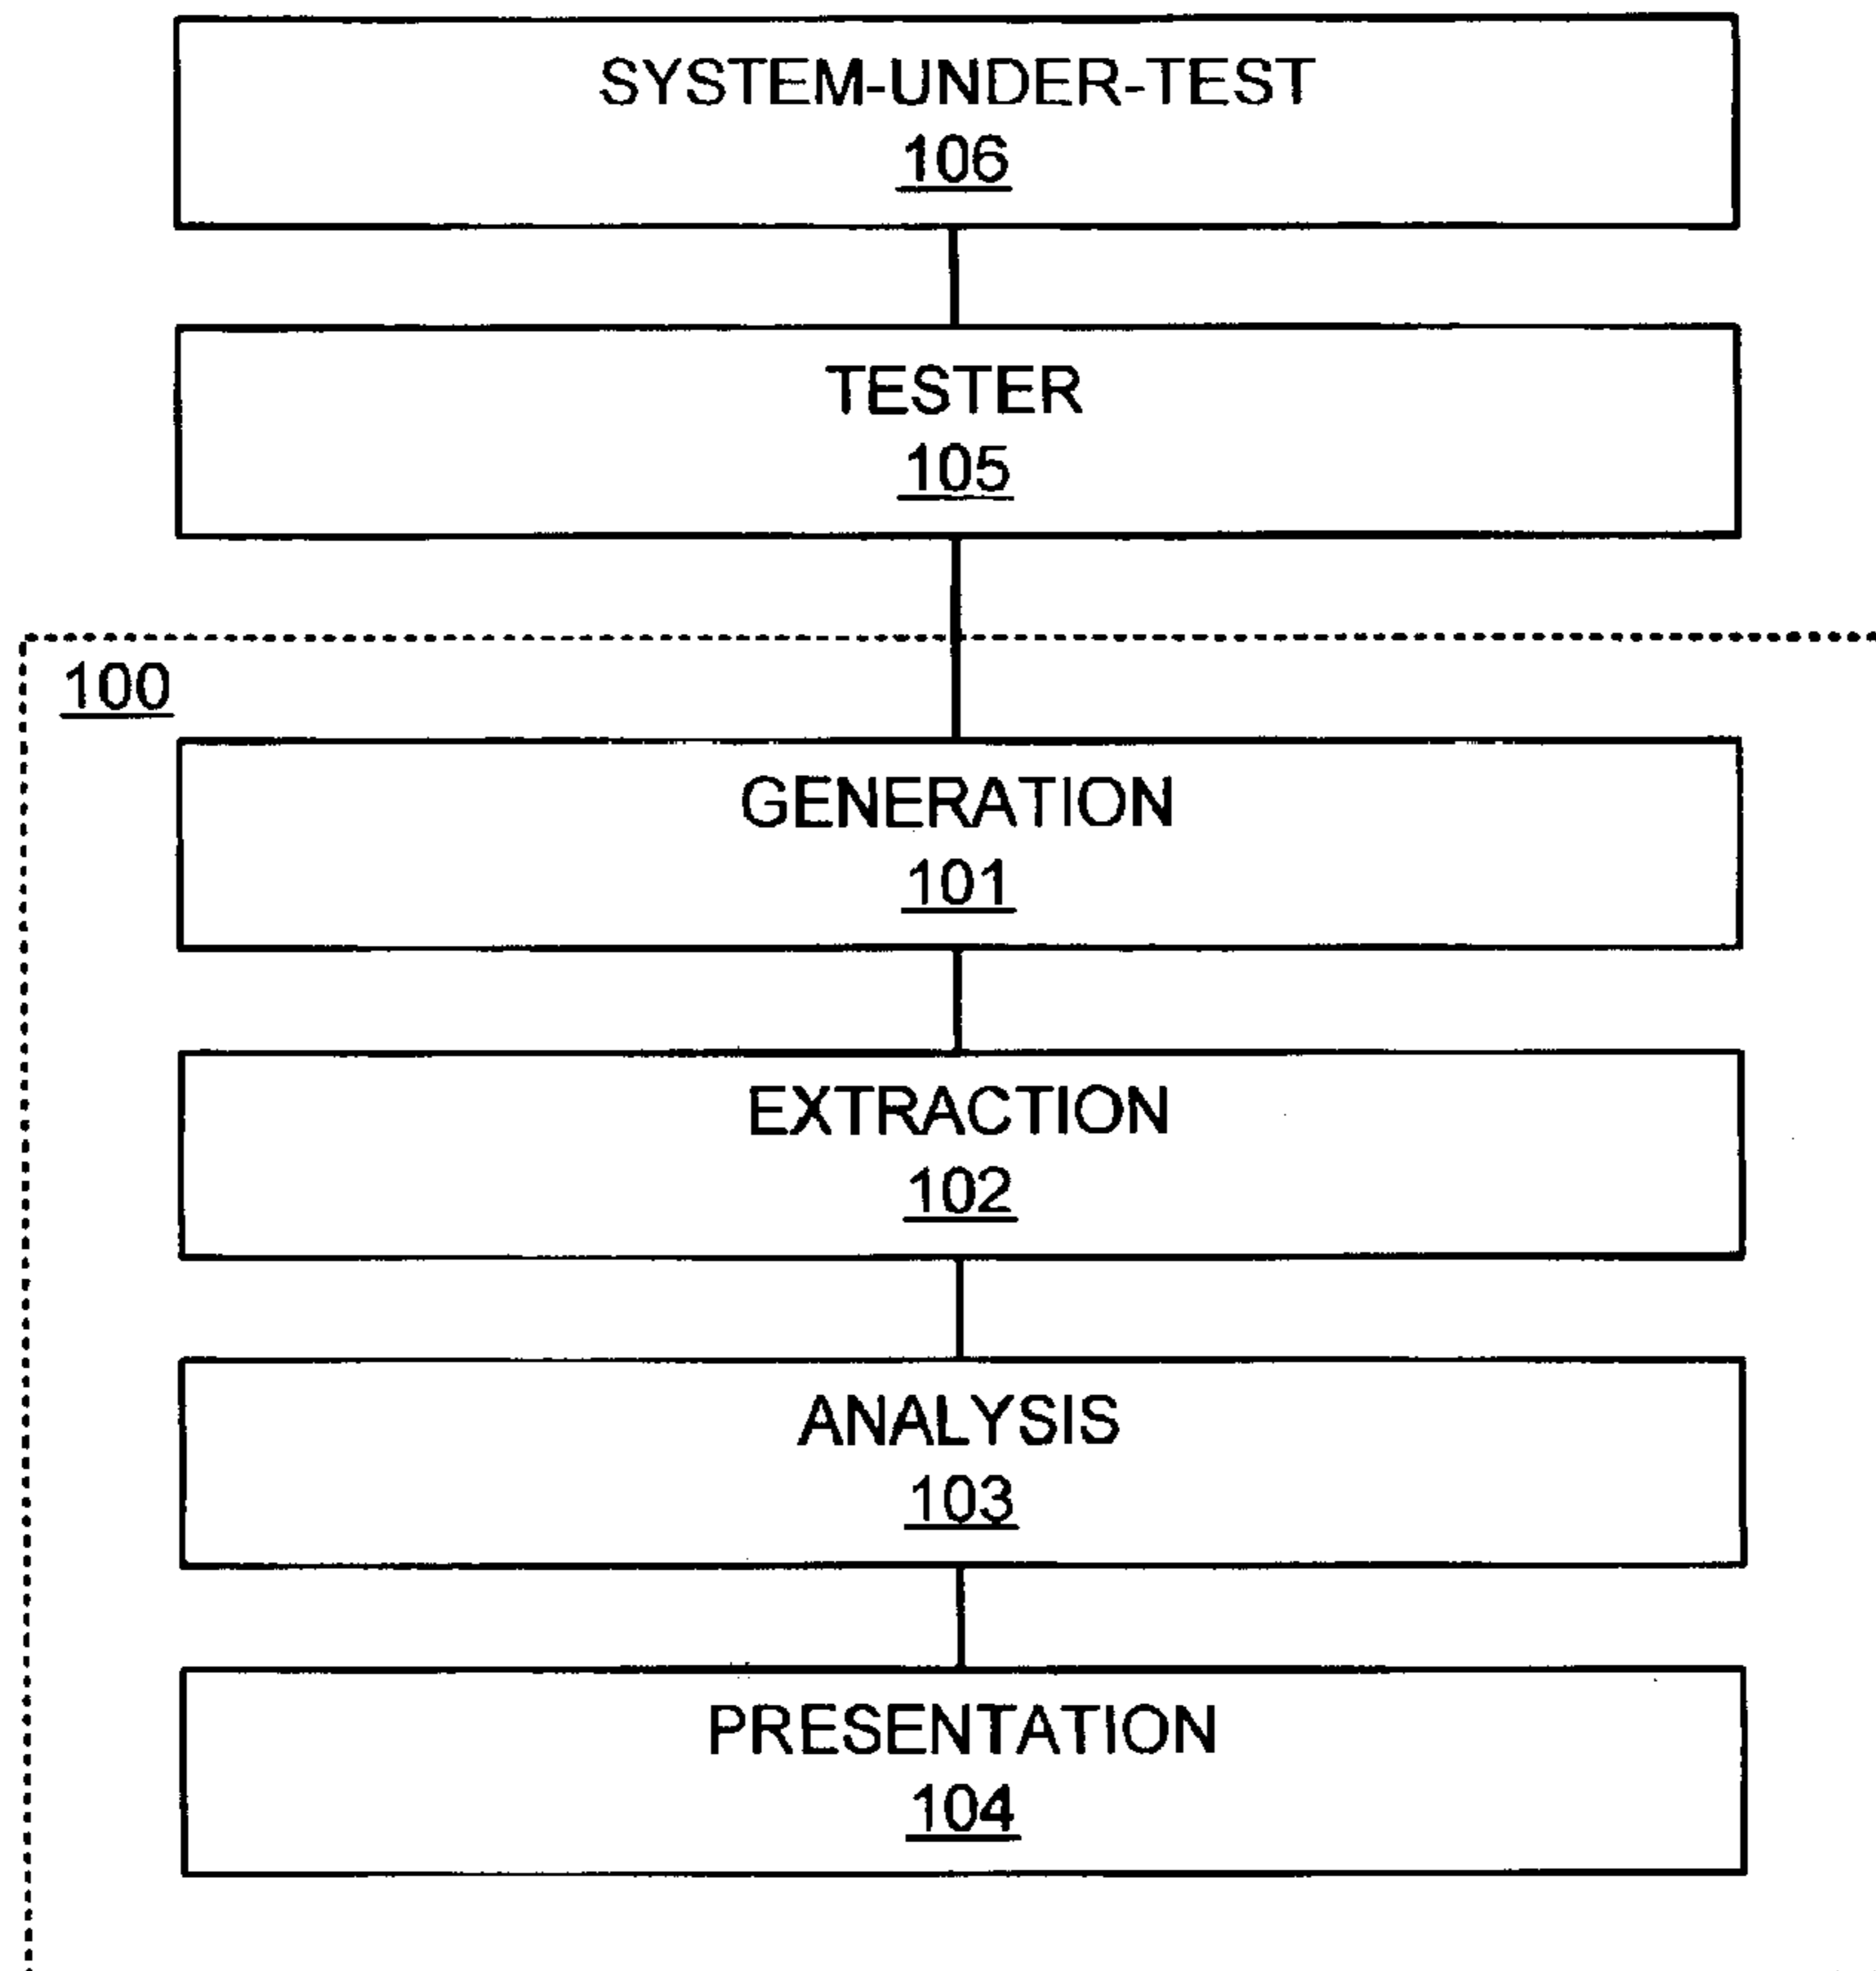 SYSTEM-UNDER-TEST
106
TESTER
105
100
GENERATION
101
EXTRACTION
102
ANALYSIS
103
PRESENTATION
104